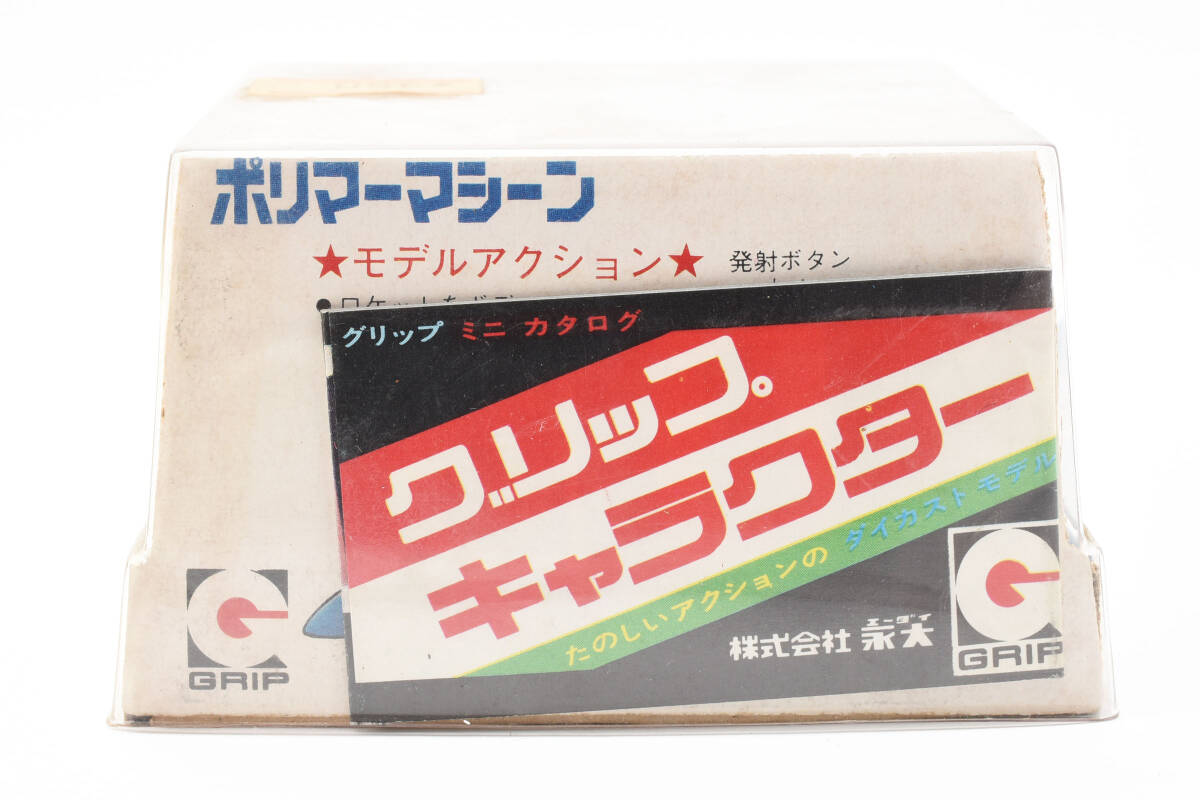 ポリマーマシーン
★モデルアクション★
発射ボタン
グリップ ミニ カタログ
グリップ。
キャラクター
たのしいアクションの ダイカストモデル
エーダイ
株式会社 永大
GRIP
GRIP